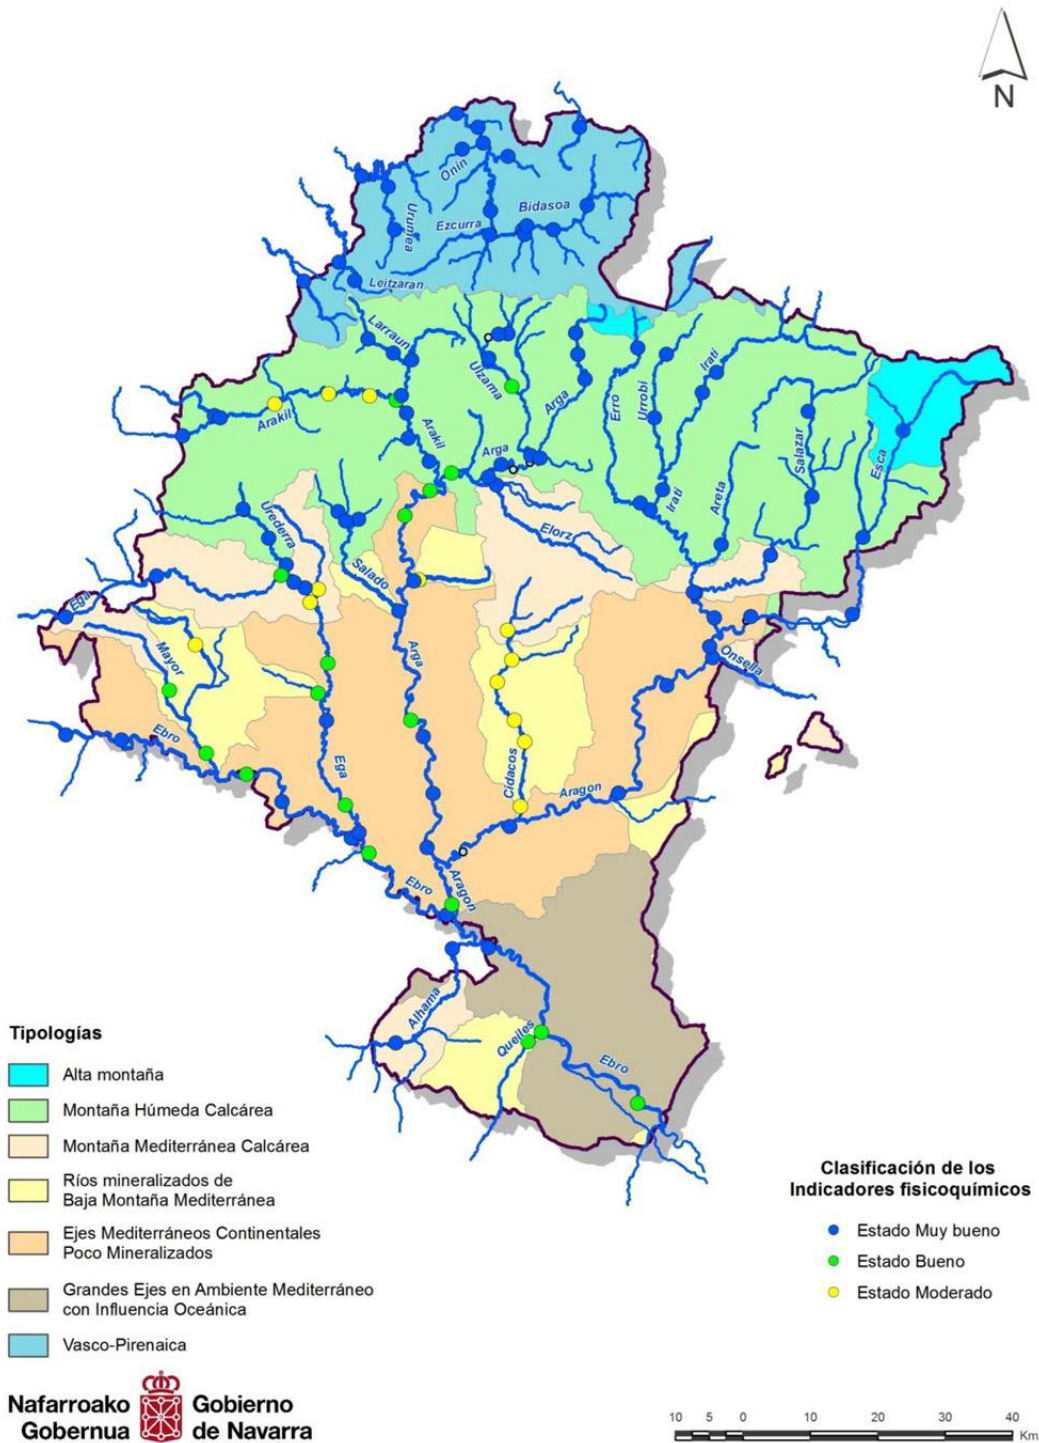 N
Onin
Bidasoa
Urumea
Ezcurra
Leitzaran
Larraun
Ulzama
Irati
Arakil
Arga
Erro
Urrobi
Arakil
Arga
Salazar
Esca
Irati
Areta
Urederra
Elorz
Salado
Ega
Mayor
Arga
Onsella
Ebro
Ega
Cidacos
Aragon
Ebro
Aragon
Alhama
Queiles
Ebro
Tipologías
Alta montaña
Montaña Húmeda Calcárea
Montaña Mediterránea Calcárea
Ríos mineralizados de
Baja Montaña Mediterránea
Ejes Mediterráneos Continentales
Poco Mineralizados
Grandes Ejes en Ambiente Mediterráneo
con Influencia Oceánica
Vasco-Pirenaica
Clasificación de los
Indicadores fisicoquímicos
Estado Muy bueno
Estado Bueno
Estado Moderado
Nafarroako
Gobernua
Gobierno
de Navarra
10 5 0 10 20 30 40
Km